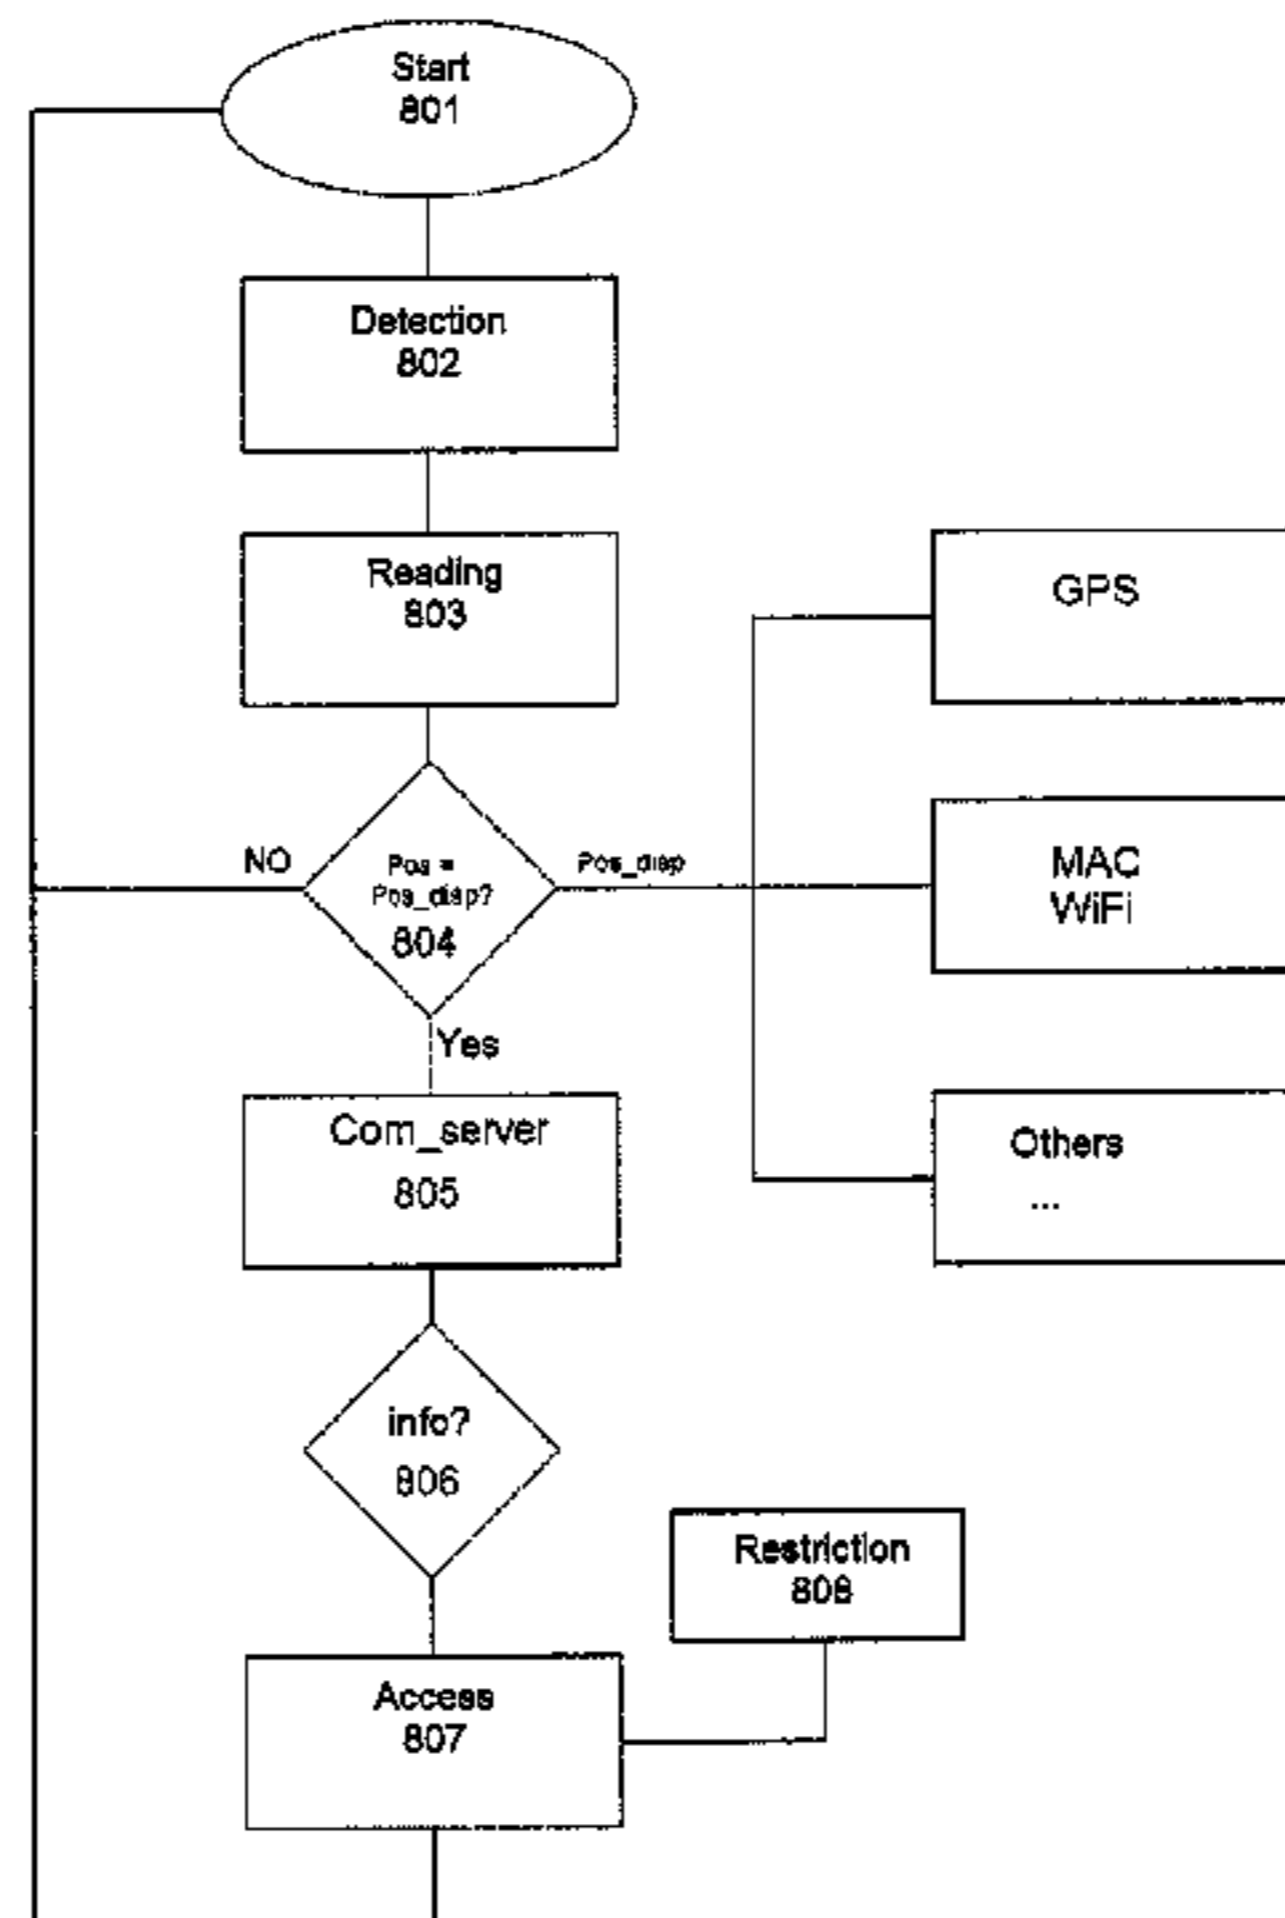 Start
801
Detection
802
Reading
803
GPS
NO
Pos =
Pos_disp?
804
Pos_disp
MAC
WiFi
Yes
Com_server
805
Others
...
info?
806
Restriction
808
Access
807